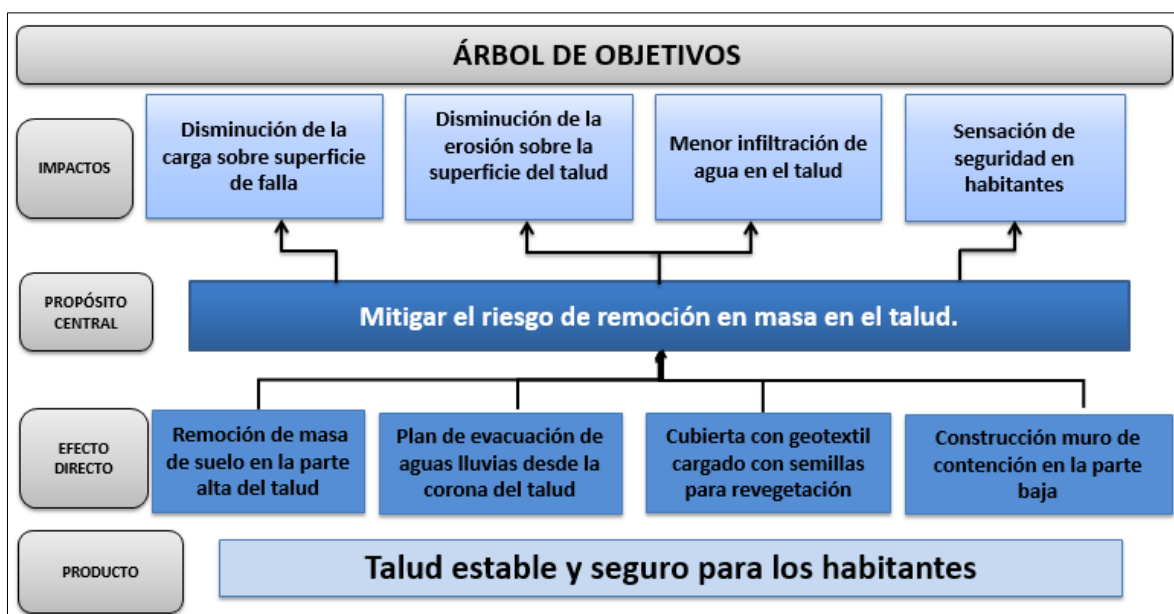 ÁRBOL DE OBJETIVOS
IMPACTOS
Disminución de la
carga sobre superficie
de falla
Disminución de la
erosión sobre la
superficie del talud
Menor infiltración de
agua en el talud
Sensación de
seguridad en
habitantes
PROPÓSITO
CENTRAL
Mitigar el riesgo de remoción en masa en el talud.
EFECTO
DIRECTO
Remoción de masa
de suelo en la parte
alta del talud
Plan de evacuación de
aguas lluvias desde la
corona del talud
Cubierta con geotextil
cargado con semillas
para revegetación
Construcción muro de
contención en la parte
baja
PRODUCTO
Talud estable y seguro para los habitantes